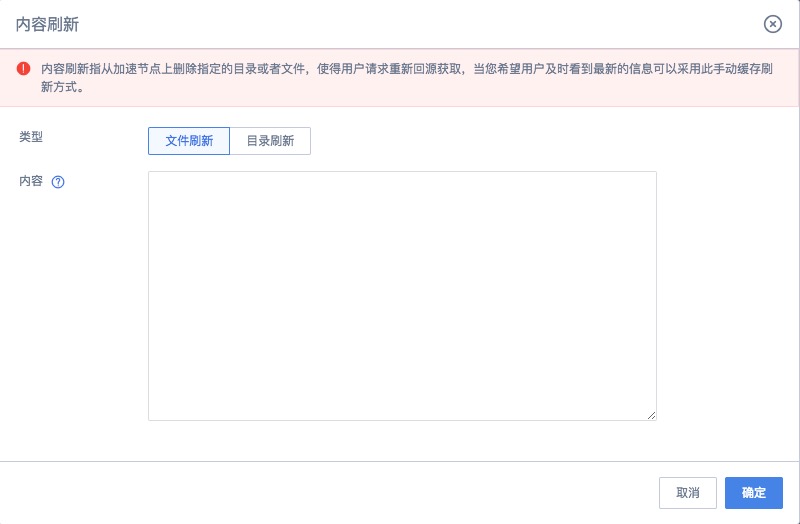 内容刷新
内容刷新指从加速节点上删除指定的目录或者文件，使得用户请求重新回源获取，当您希望用户及时看到最新的信息可以采用此手动缓存刷
新方式。
类型
文件刷新 目录刷新
内容
取消 确定